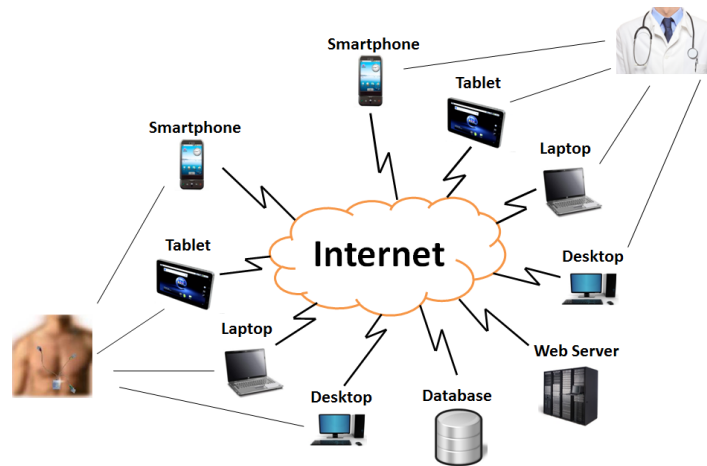 Smartphone
Tablet
Smartphone
Laptop
Internet
Tablet
Desktop
Laptop
Web Server
Desktop
Database